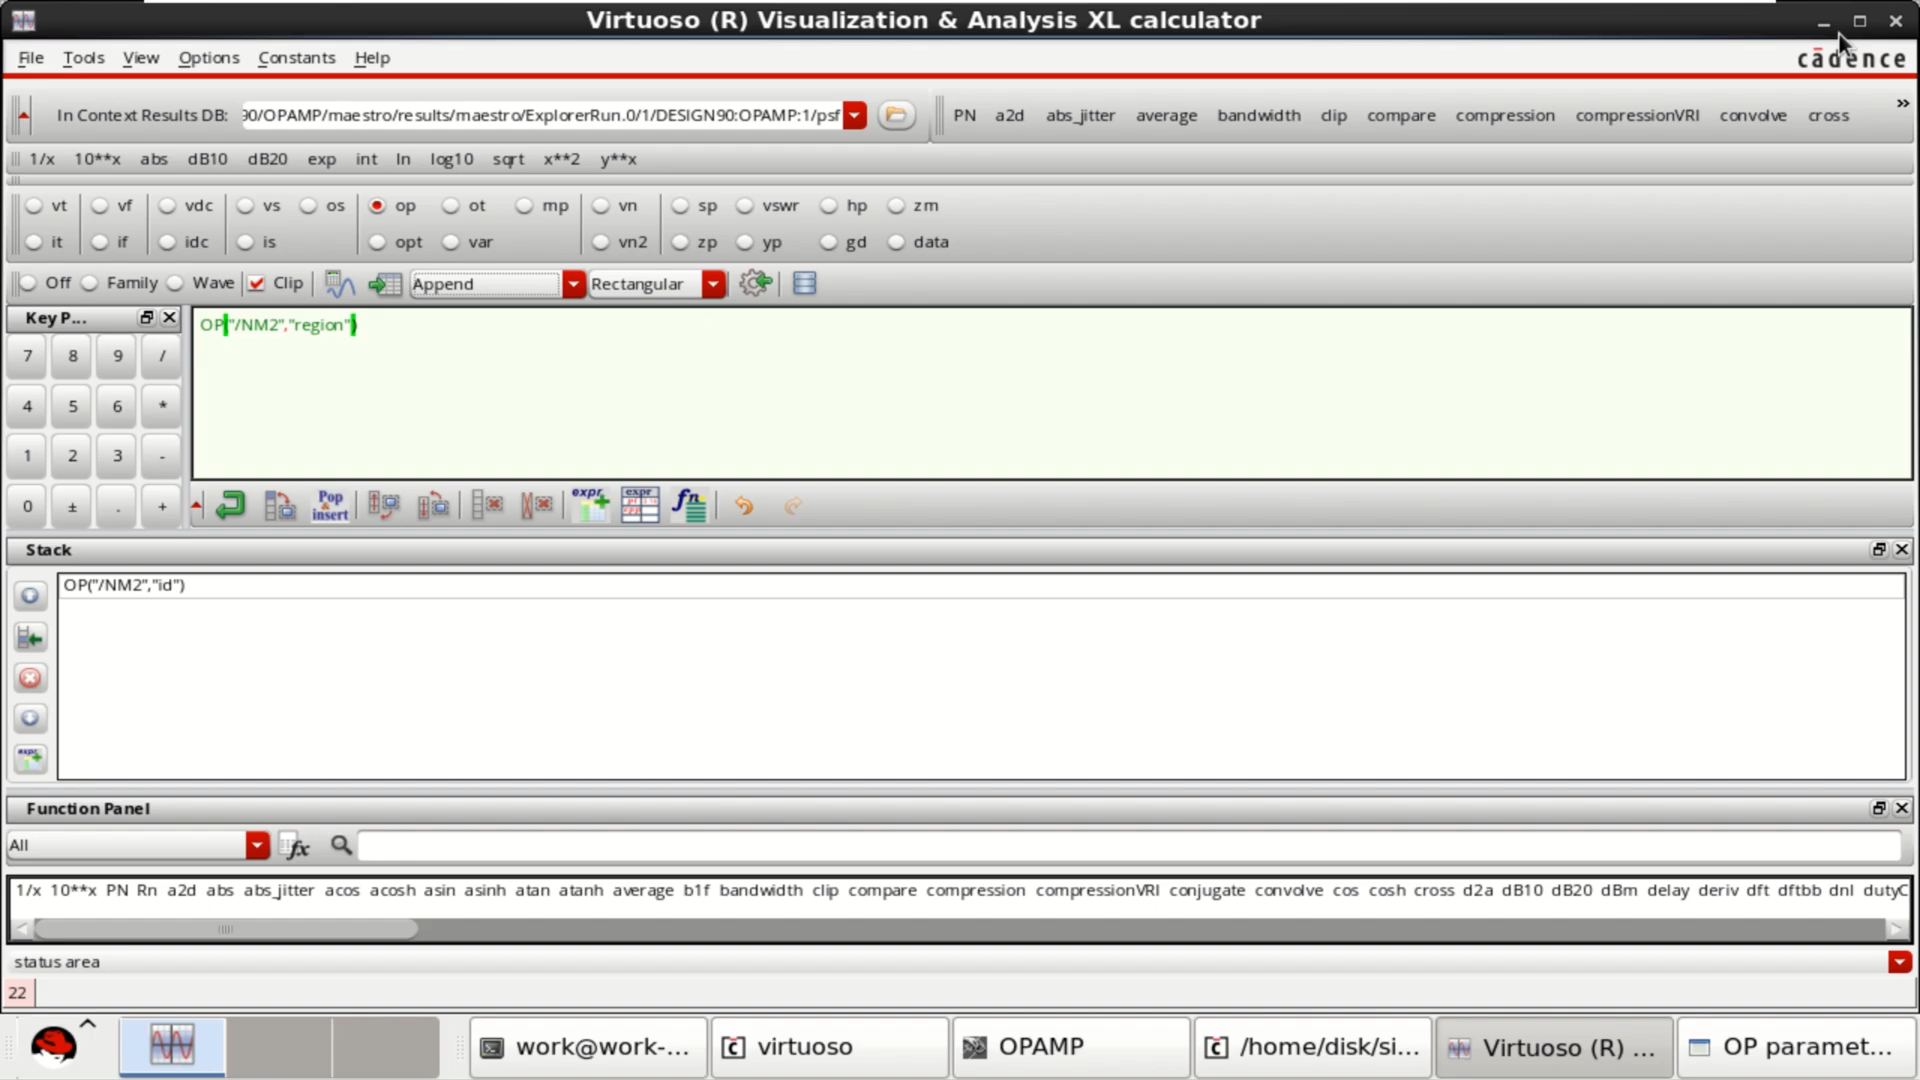 Virtuoso (R) Visualization & Analysis XL calculator
File Tools View Options Constants Help
cādence
In Context Results DB: 90/OPAMP/maestro/results/maestro/ExplorerRun.0/1/DESIGN90:OPAMP:1/psf PN a2d abs_jitter average bandwidth clip compare compression compressionVRI convolve cross »
1/x 10**x abs dB10 dB20 exp int ln log10 sqrt x**2 y**x
vt vf vdc vs os op ot mp vn sp vswr hp zm
it if idc is opt var vn2 zp yp gd data
Off Family Wave Clip Append Rectangular
Key P...
OP("/NM2","region")
7 8 9 /
4 5 6 *
1 2 3 -
0 ± . +
Pop insert expr expr fn
Stack
OP("/NM2","id")
expr
Function Panel
All fx
1/x 10**x PN Rn a2d abs abs_jitter acos acosh asin asinh atan atanh average b1f bandwidth clip compare compression compressionVRI conjugate convolve cos cosh cross d2a dB10 dB20 dBm delay deriv dft dftbb dnl dutyC
status area
22
work@work-... virtuoso OPAMP /home/disk/si... Virtuoso (R) ... OP paramet...